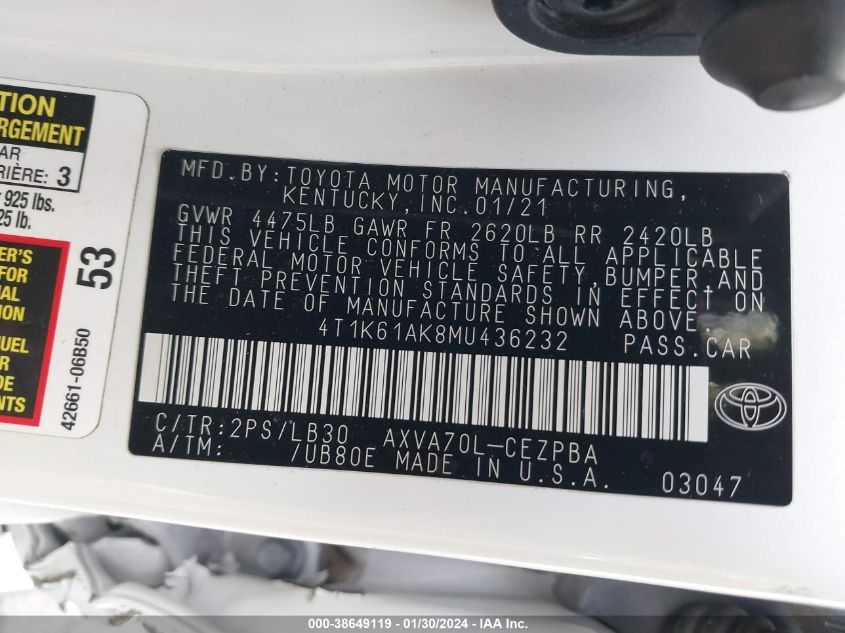 TION
RGEMENT
AR
RIÈRE: 3
925 lbs.
25 lb.
ER'S
FOR
NAL
ION
NUEL
R
DE
ENTS
53
42661-06B50
MFD.BY:TOYOTA MOTOR MANUFACTURING,
KENTUCKY,INC.01/21
GVWR 4475LB GAWR FR 2620LB RR 2420LB
THIS VEHICLE CONFORMS TO ALL APPLICABLE
FEDERAL MOTOR VEHICLE SAFETY,BUMPER,AND
THEFT PREVENTION STANDARDS IN EFFECT ON
THE DATE OF MANUFACTURE SHOWN ABOVE.
4T1K61AK8MU436232 PASS.CAR
C/TR:2PS/LB30 AXVA70L-CEZPBA
A/TM: /UB80E MADE IN U.S.A. 03047
000-38649119 - 01/30/2024 - IAA, Inc.